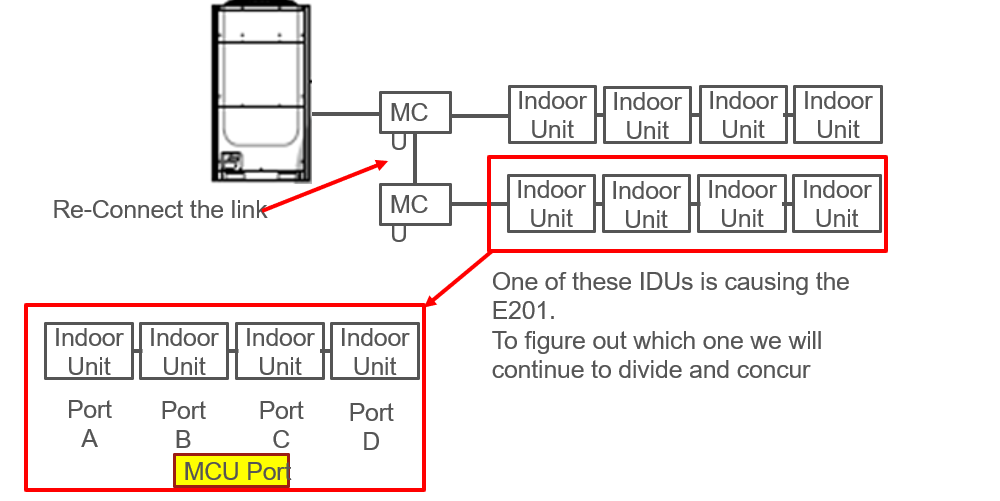 MC
U
Indoor
Unit
Indoor
Unit
Indoor
Unit
Indoor
Unit
Re-Connect the link
MC
U
Indoor
Unit
Indoor
Unit
Indoor
Unit
Indoor
Unit
One of these IDUs is causing the
E201.
To figure out which one we will
continue to divide and concur
Indoor
Unit
Indoor
Unit
Indoor
Unit
Indoor
Unit
Port
A
Port
B
Port
C
Port
D
MCU Port